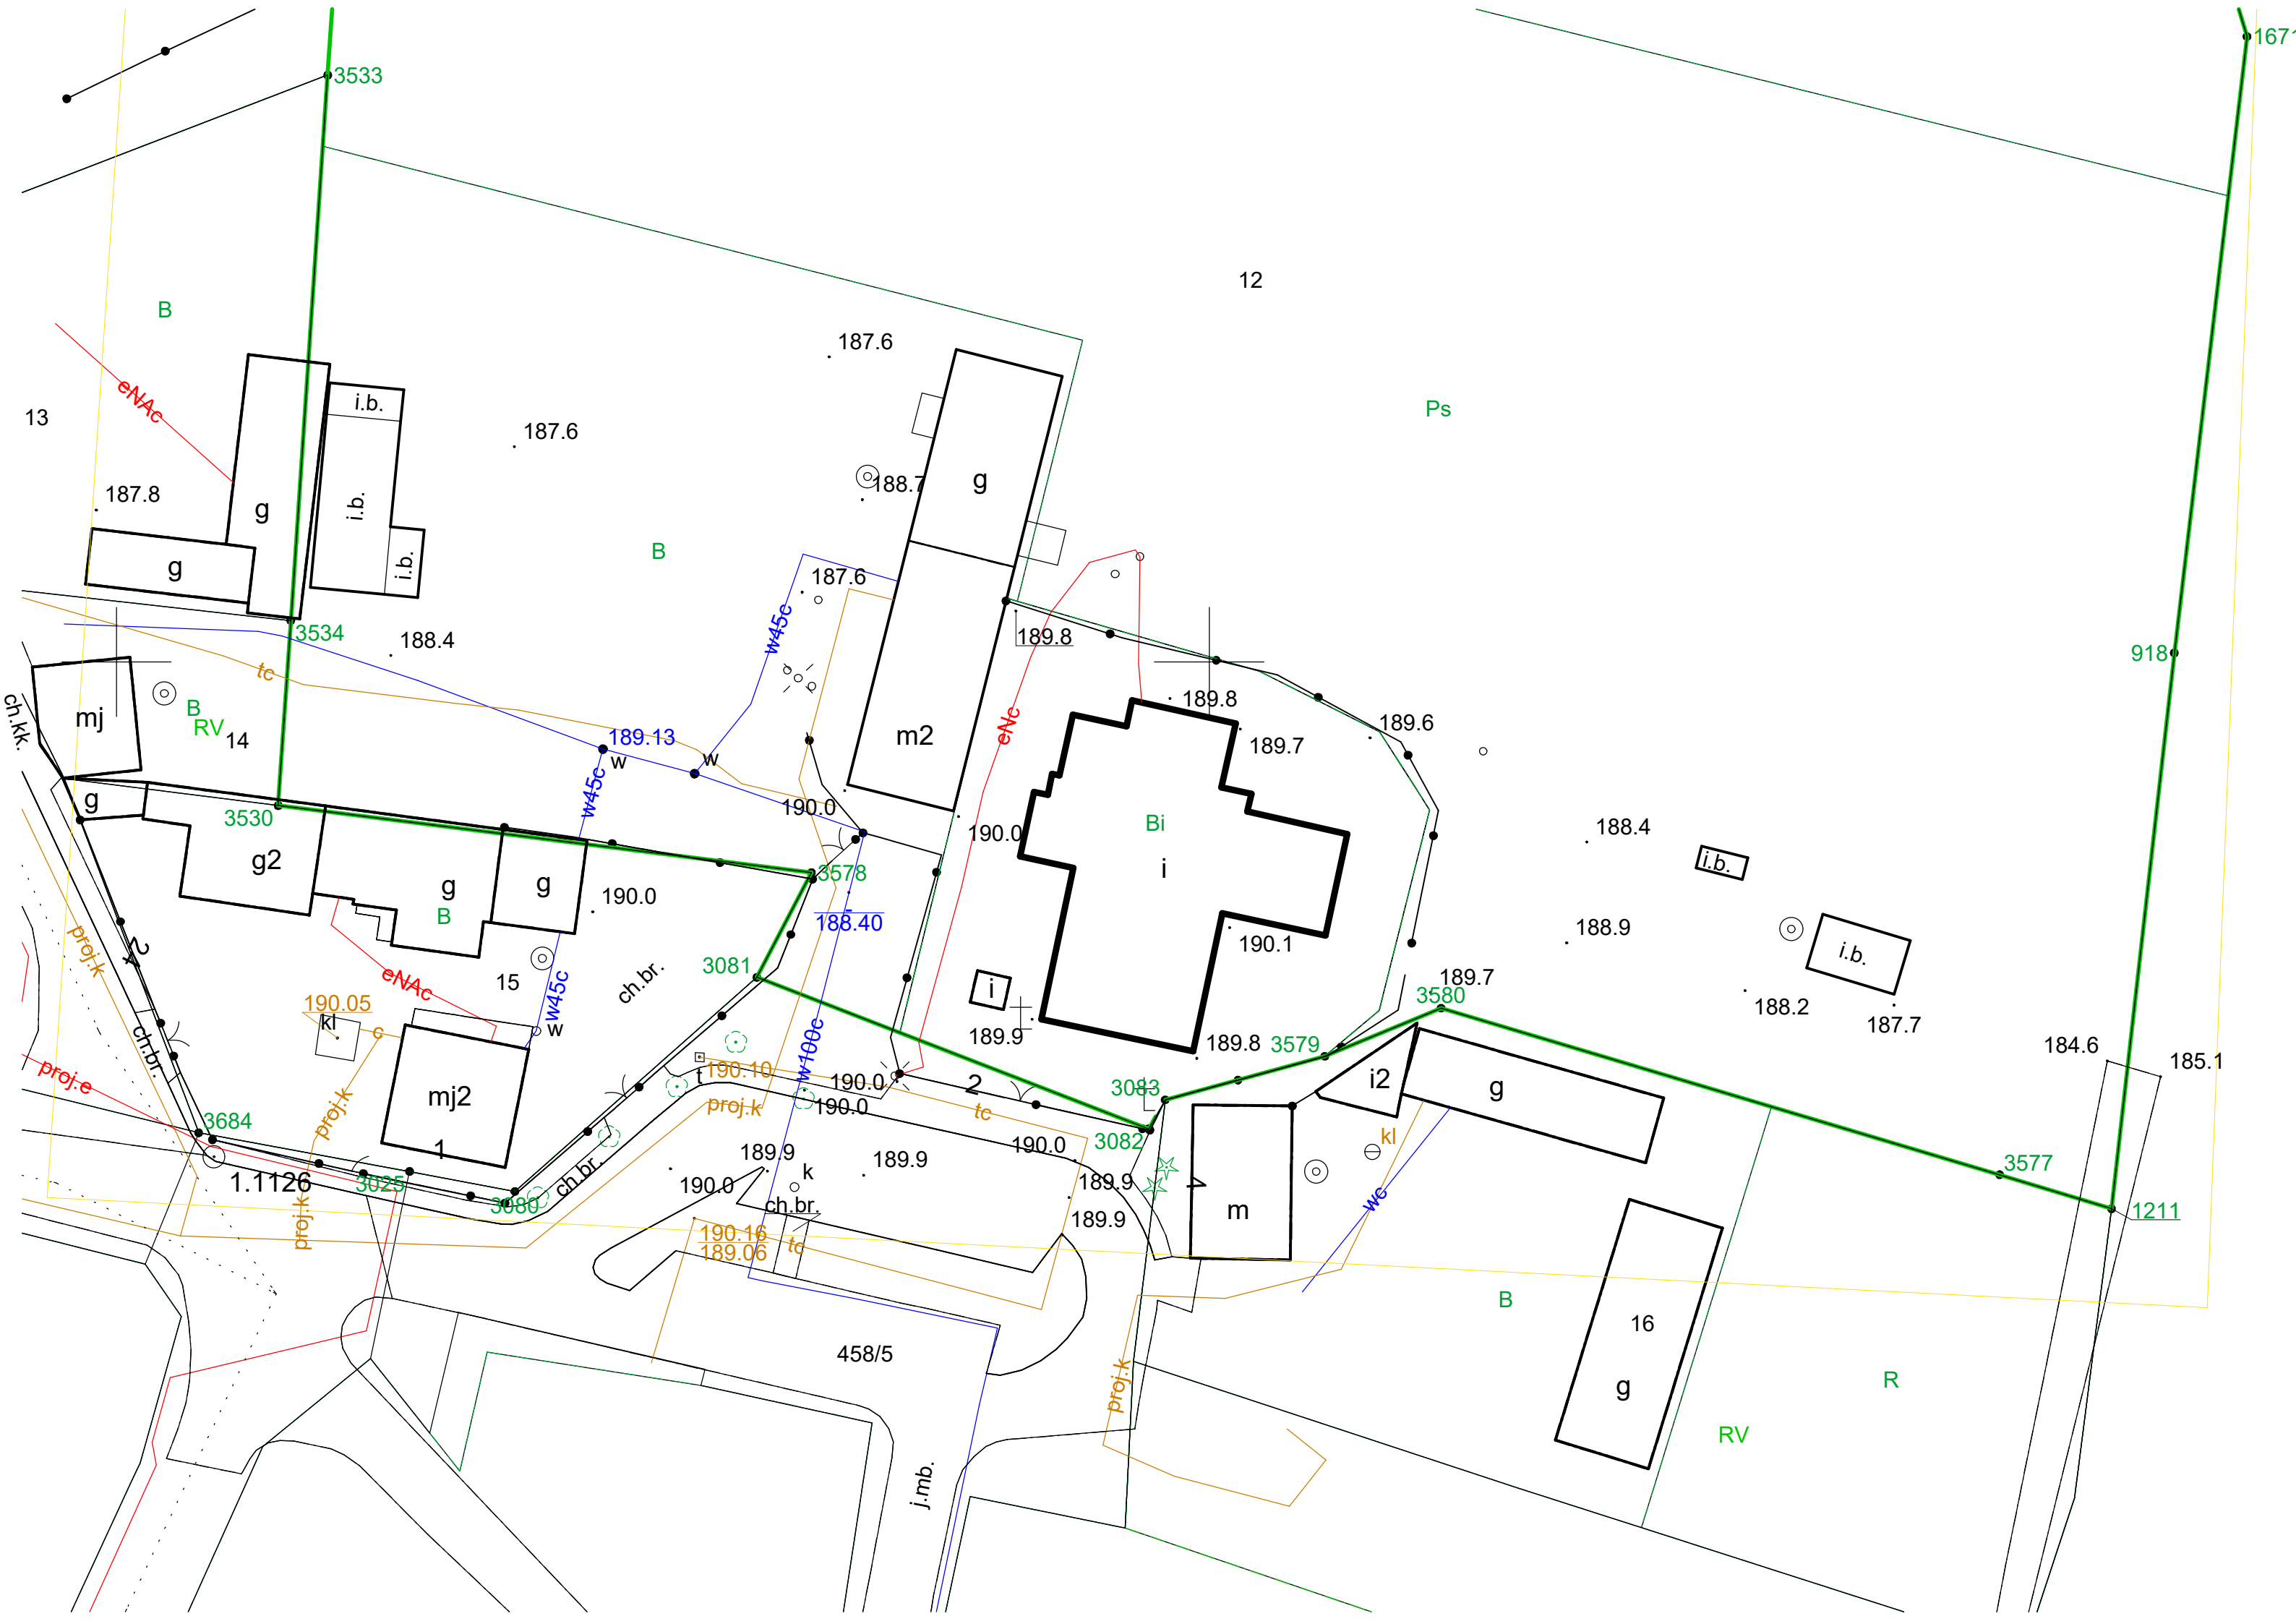 1671
3533
12
B
187.6
eNAc
i.b.
Ps
13
187.6
g
188.7
187.8
g
i.b.
B
i.b.
g
187.6
w45c
3534
189.8
188.4
tc
189.8
918
B
RV
14
mj
ch.kk.
189.6
eNc
189.13
w
w
m2
189.7
w45c
g
190.0
3530
190.0
Bi
188.4
g2
i
i.b.
3578
g
g
190.0
B
188.40
188.9
24
190.1
proj.k
i.b.
3081
ch.br.
eNAc
15
w45c
189.7
i
3580
188.2
190.05
kl
187.7
c
w
189.9
189.8
3579
184.6
ch.br.
w100c
185.1
190.10
t
proj.e
190.0
2
3083
i2
g
mj2
proj.k
proj.k
190.0
tc
3684
3082
kl
1
190.0
189.9
3577
1.1126
3025
ch.br.
190.0
k
189.9
189.9
4
wc
3080
ch.br.
m
189.9
1211
proj.k
190.16
189.06
tc
B
16
458/5
proj.k
g
R
RV
j.mb.